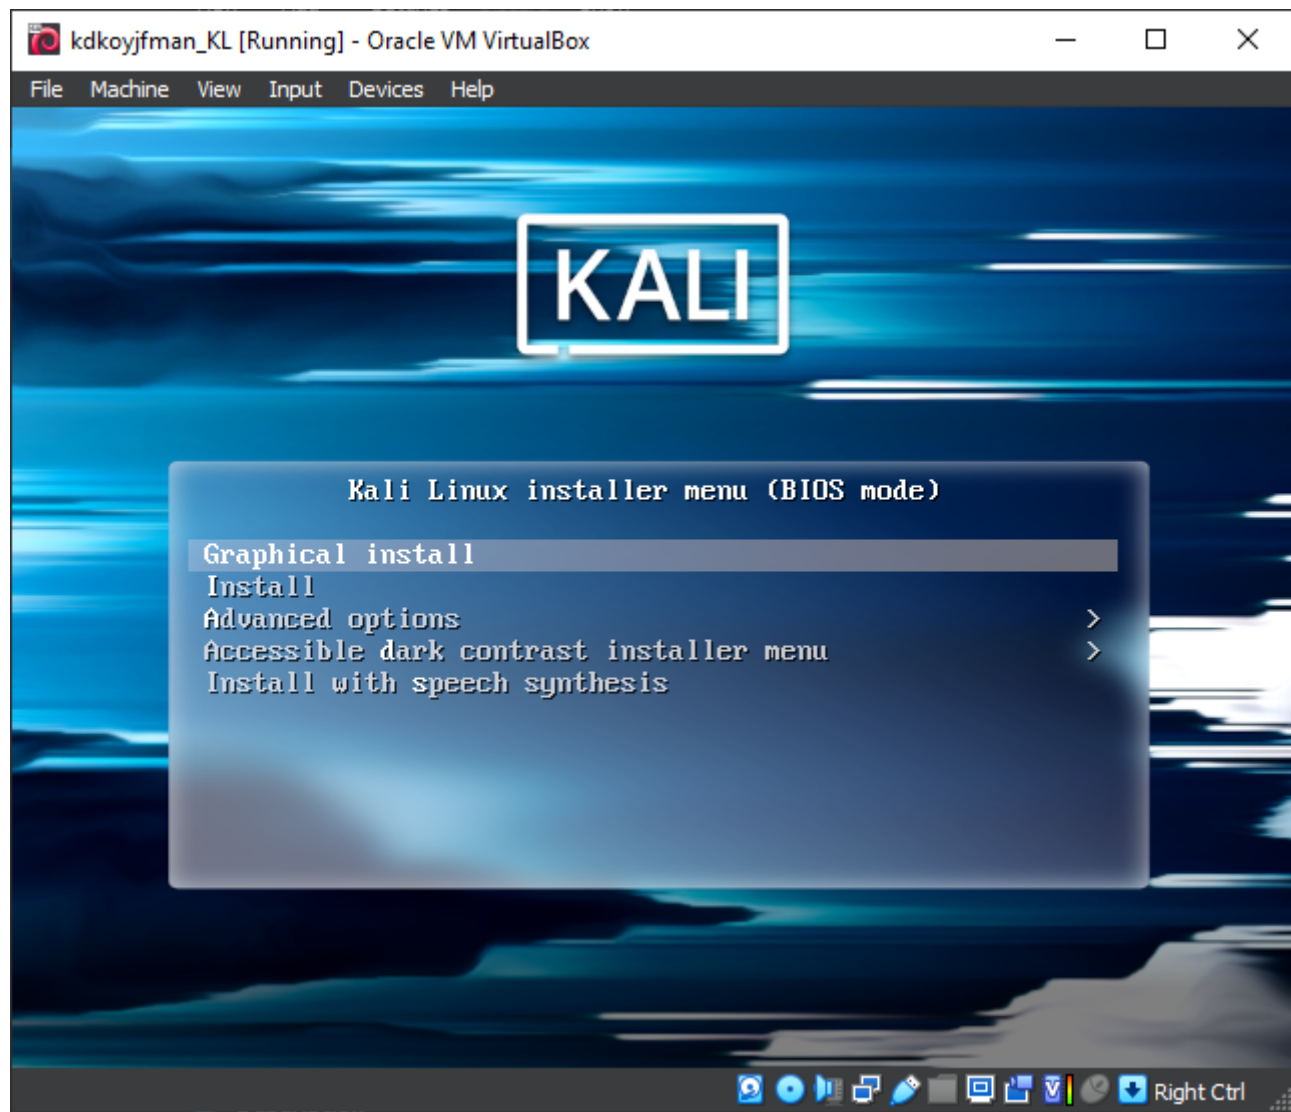 kdkoyjfman_KL [Running] - Oracle VM VirtualBox
File Machine View Input Devices Help
KALI
Kali Linux installer menu (BIOS mode)
Graphical install
Install
Advanced options >
Accessible dark contrast installer menu >
Install with speech synthesis
Right Ctrl